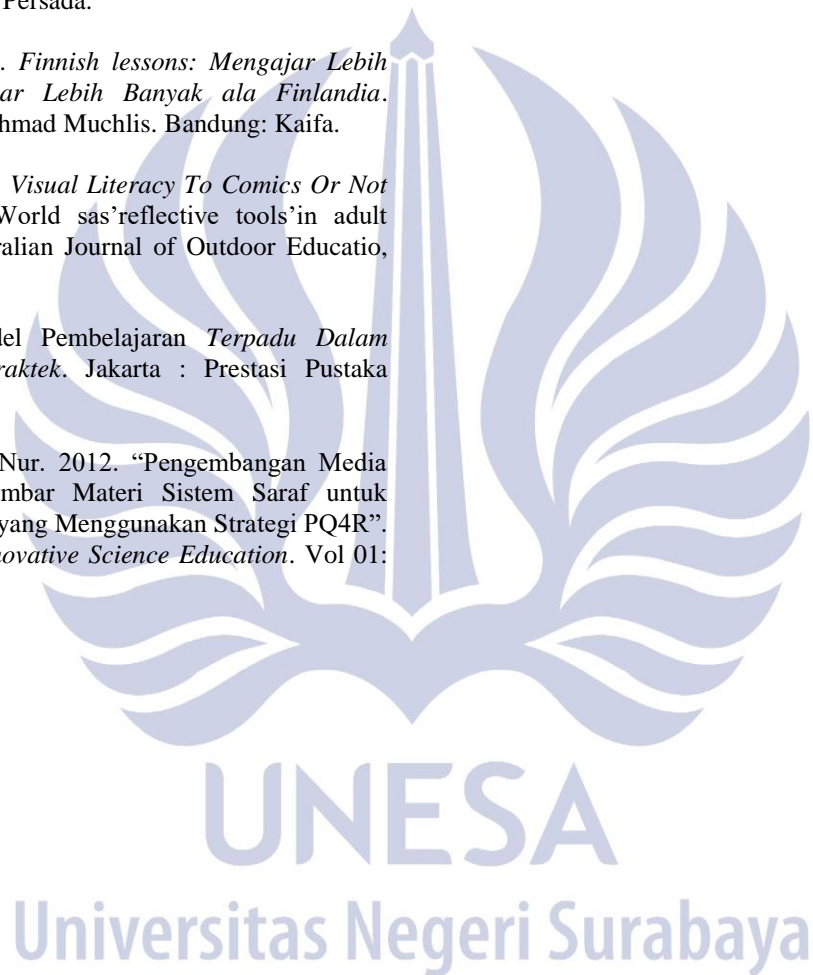 Persada.
. Finnish lessons: Mengajar Lebih
ar Lebih Banyak ala Finlandia.
hmad Muchlis. Bandung: Kaifa.
Visual Literacy To Comics Or Not
World sas’reflective tools’in adult
ralian Journal of Outdoor Educatio,
del Pembelajaran Terpadu Dalam
raktek. Jakarta : Prestasi Pustaka
Nur. 2012. “Pengembangan Media
mbar Materi Sistem Saraf untuk
yang Menggunakan Strategi PQ4R”.
novative Science Education. Vol 01:
UNESA
Universitas Negeri Surabaya